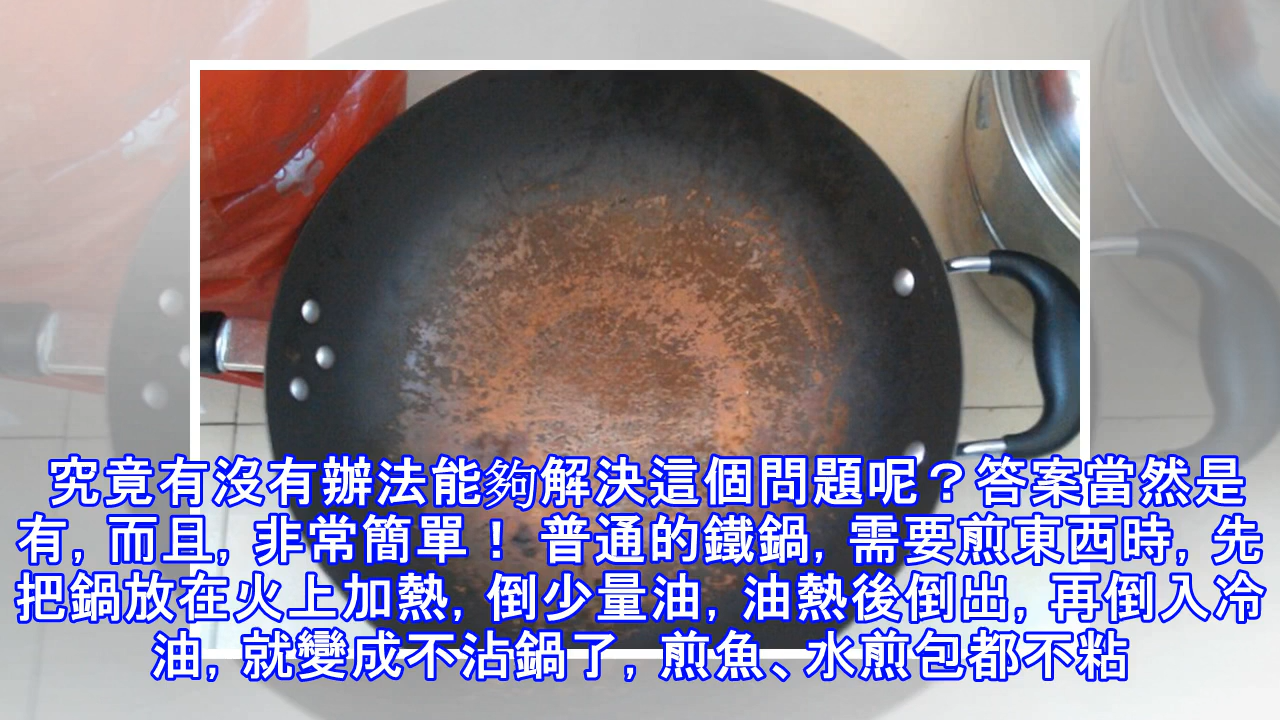 究竟有沒有辦法能夠解決這個問題呢？答案當然是
有, 而且, 非常簡單！ 普通的鐵鍋, 需要煎東西時, 先
把鍋放在火上加熱, 倒少量油, 油熱後倒出, 再倒入冷
油, 就變成不沾鍋了, 煎魚、水煎包都不粘